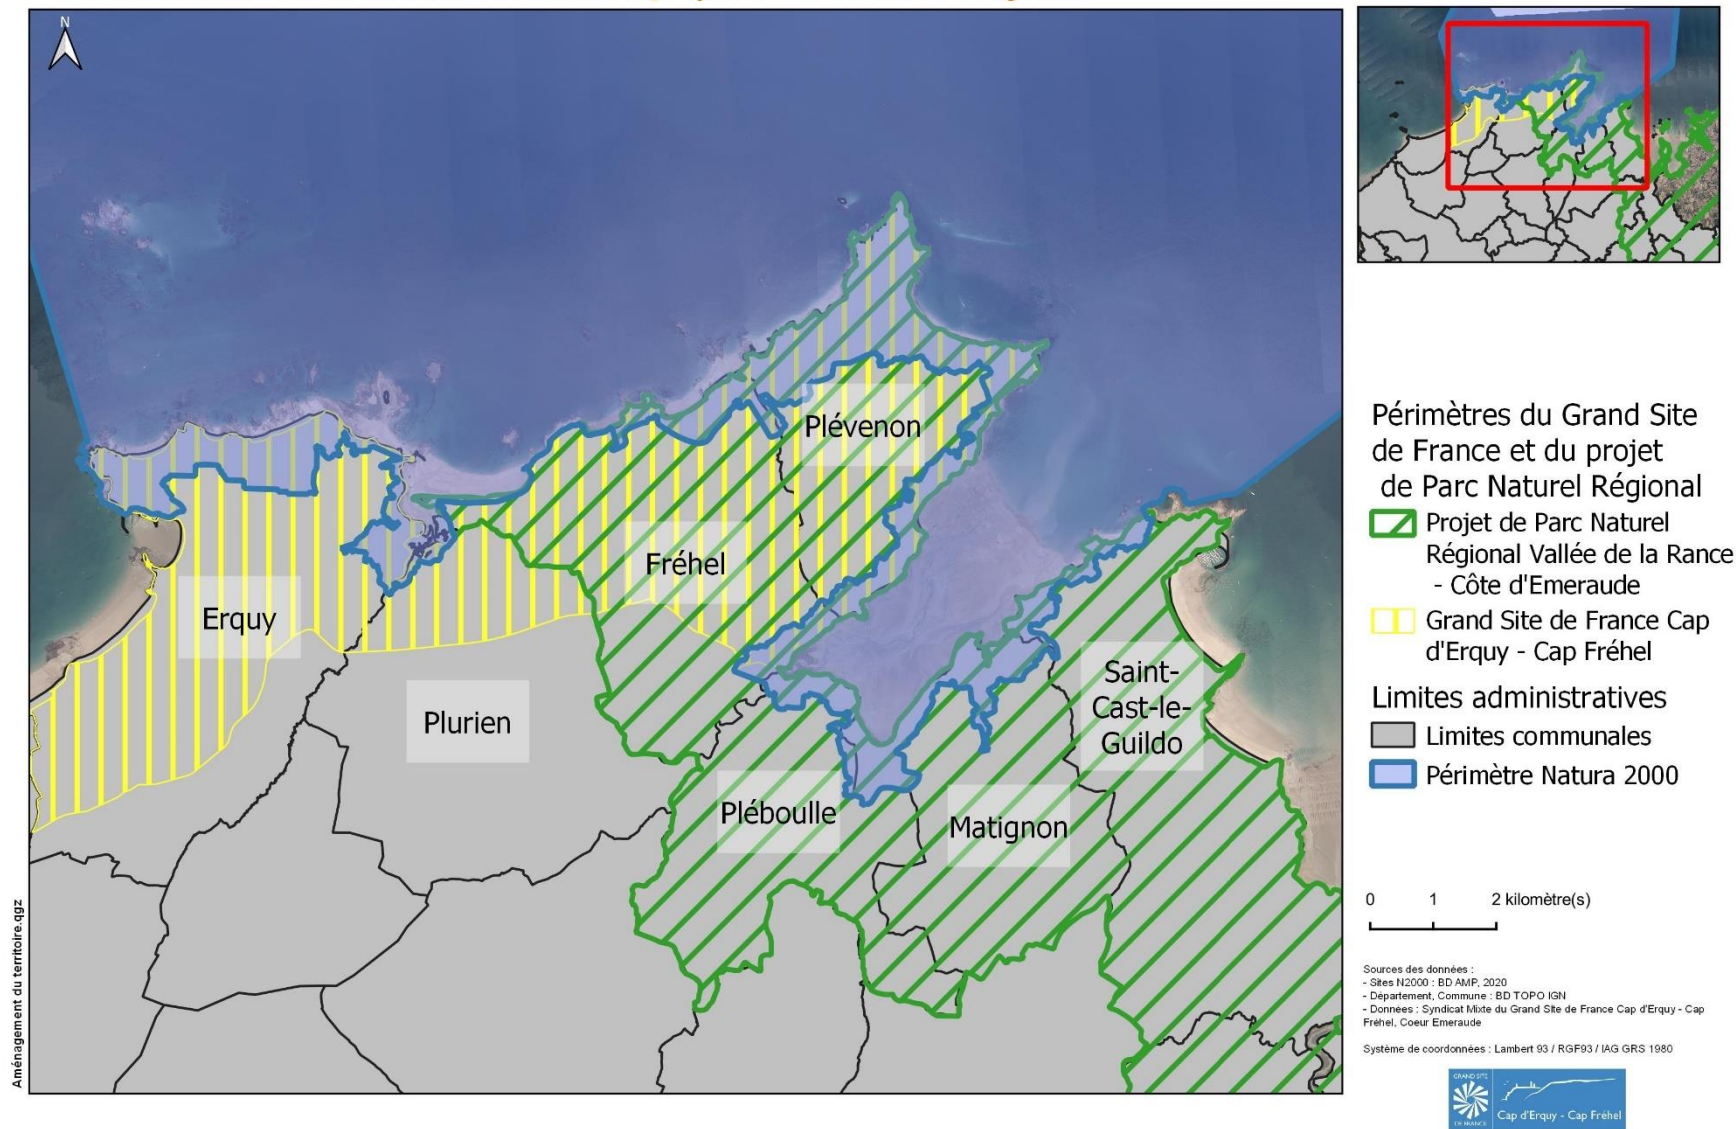 N
Plévenon
Fréhel
Erquy
Saint-
Cast-le-
Guildo
Plurien
Pléboulle
Matignon
Aménagement du territoire.qgz
Périmètres du Grand Site
de France et du projet
de Parc Naturel Régional
Projet de Parc Naturel
Régional Vallée de la Rance
- Côte d'Emeraude
Grand Site de France Cap
d'Erquy - Cap Fréhel
Limites administratives
Limites communales
Périmètre Natura 2000
0 1 2 kilomètre(s)
Sources des données :
- Sites N2000 : BD AMP, 2020
- Département, Commune : BD TOPO IGN
- Données : Syndicat Mixte du Grand Site de France Cap d'Erquy - Cap
Fréhel, Coeur Emeraude
Système de coordonnées : Lambert 93 / RGF93 / IAG GRS 1980
GRAND SITE
DE FRANCE
Cap d'Erquy - Cap Fréhel